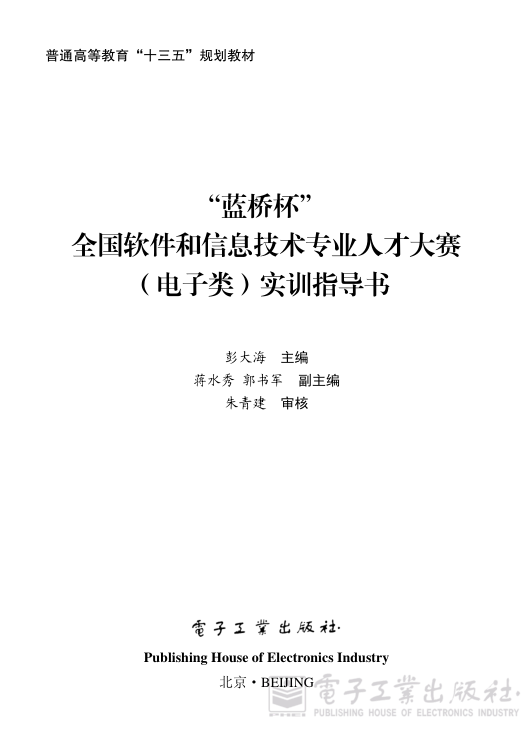 普通高等教育“十三五”规划教材
“蓝桥杯”
全国软件和信息技术专业人才大赛
（电子类）实训指导书
彭大海 主编
蒋水秀 郭书军 副主编
朱青建 审核
電子工業出版社·
Publishing House of Electronics Industry
北京·BEIJING
電子工業出版社·
PUBLISHING HOUSE OF ELECTRONICS INDUSTRY